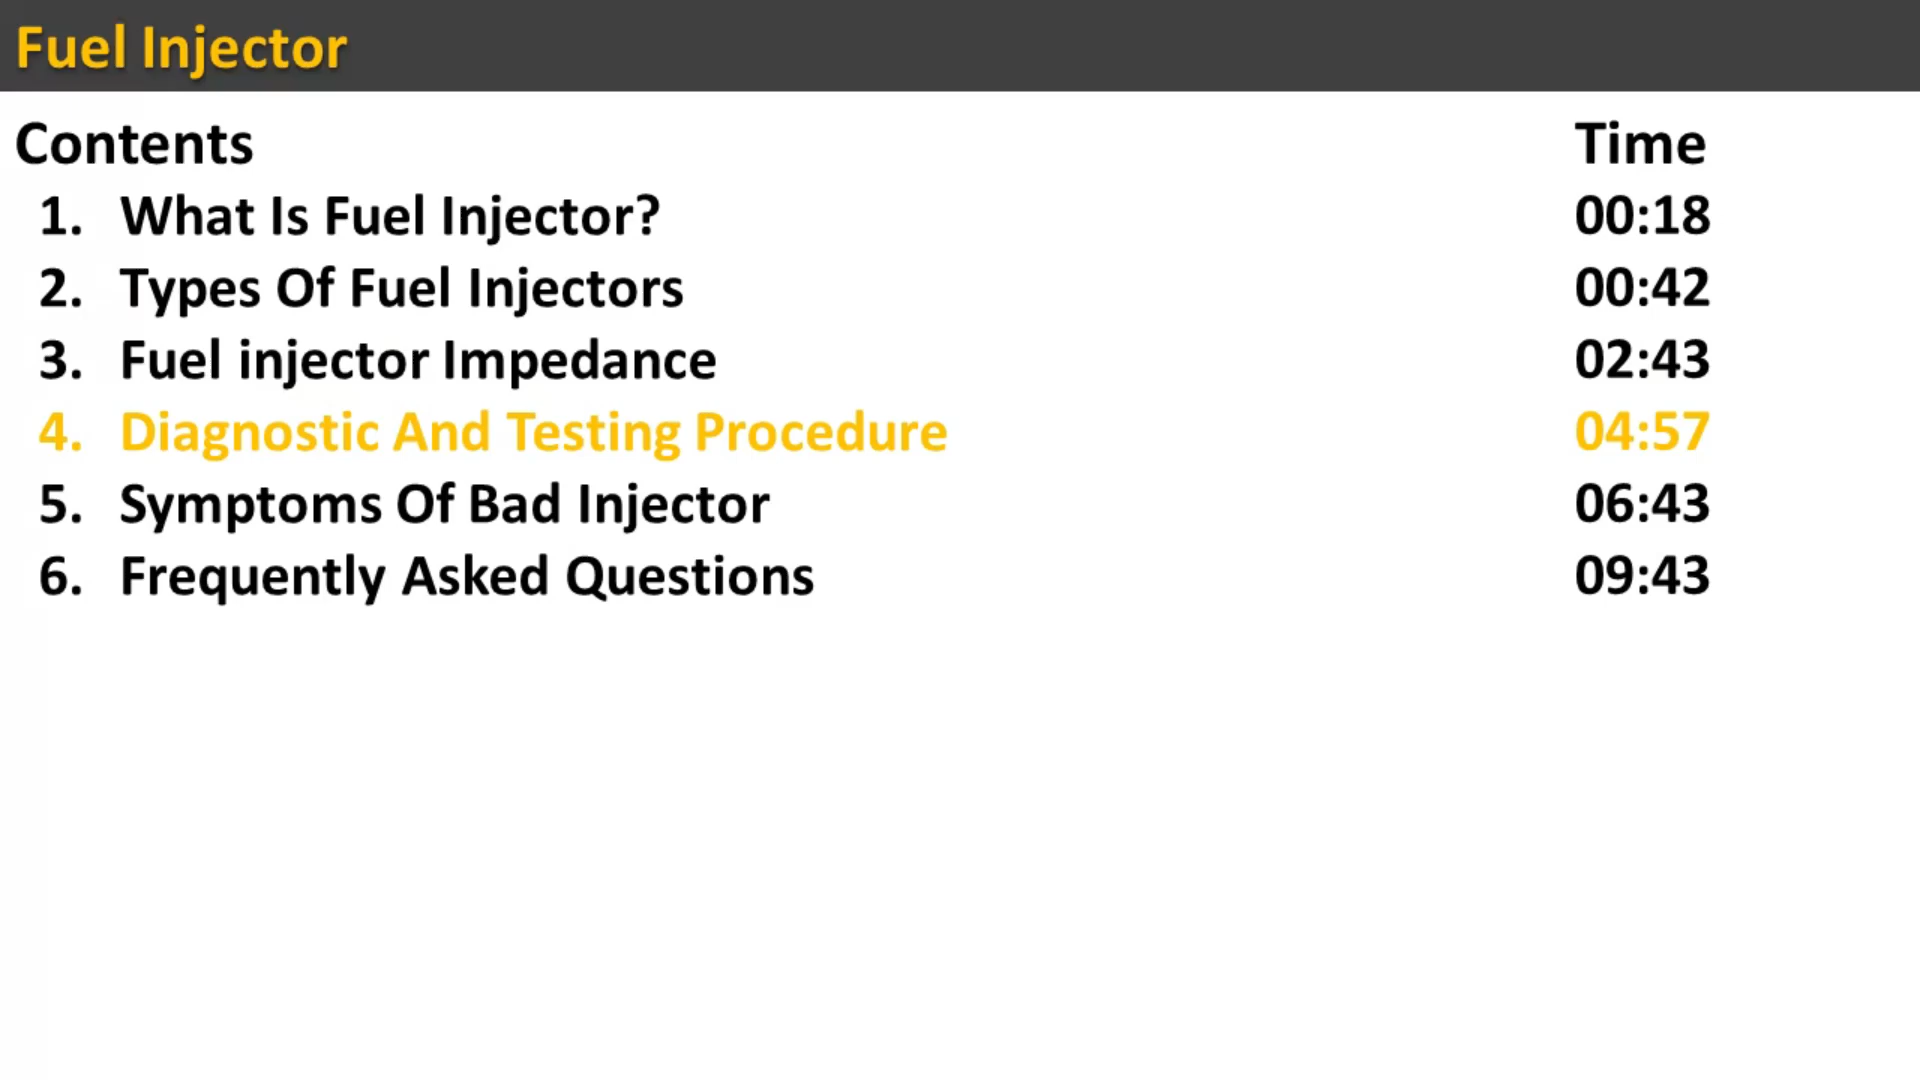 Fuel Injector
Contents Time
1. What Is Fuel Injector? 00:18
2. Types Of Fuel Injectors 00:42
3. Fuel injector Impedance 02:43
4. Diagnostic And Testing Procedure 04:57
5. Symptoms Of Bad Injector 06:43
6. Frequently Asked Questions 09:43